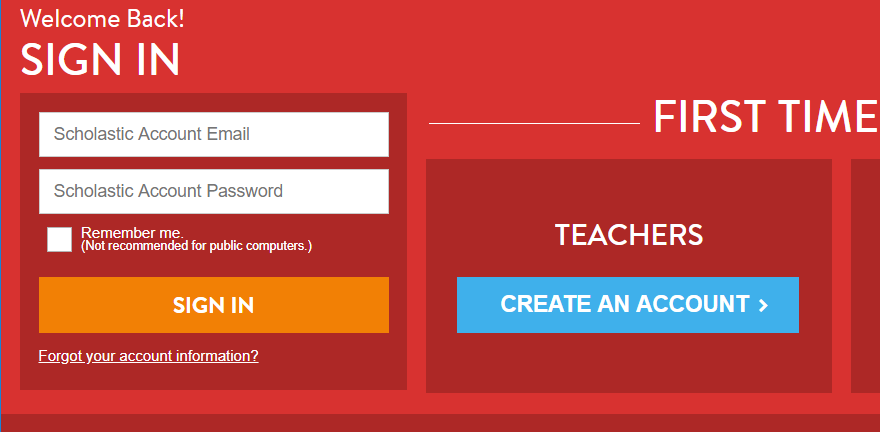 Welcome Back!
SIGN IN
Scholastic Account Email
Scholastic Account Password
Remember me.
(Not recommended for public computers.)
SIGN IN
Forgot your account information?
FIRST TIME
TEACHERS
CREATE AN ACCOUNT >